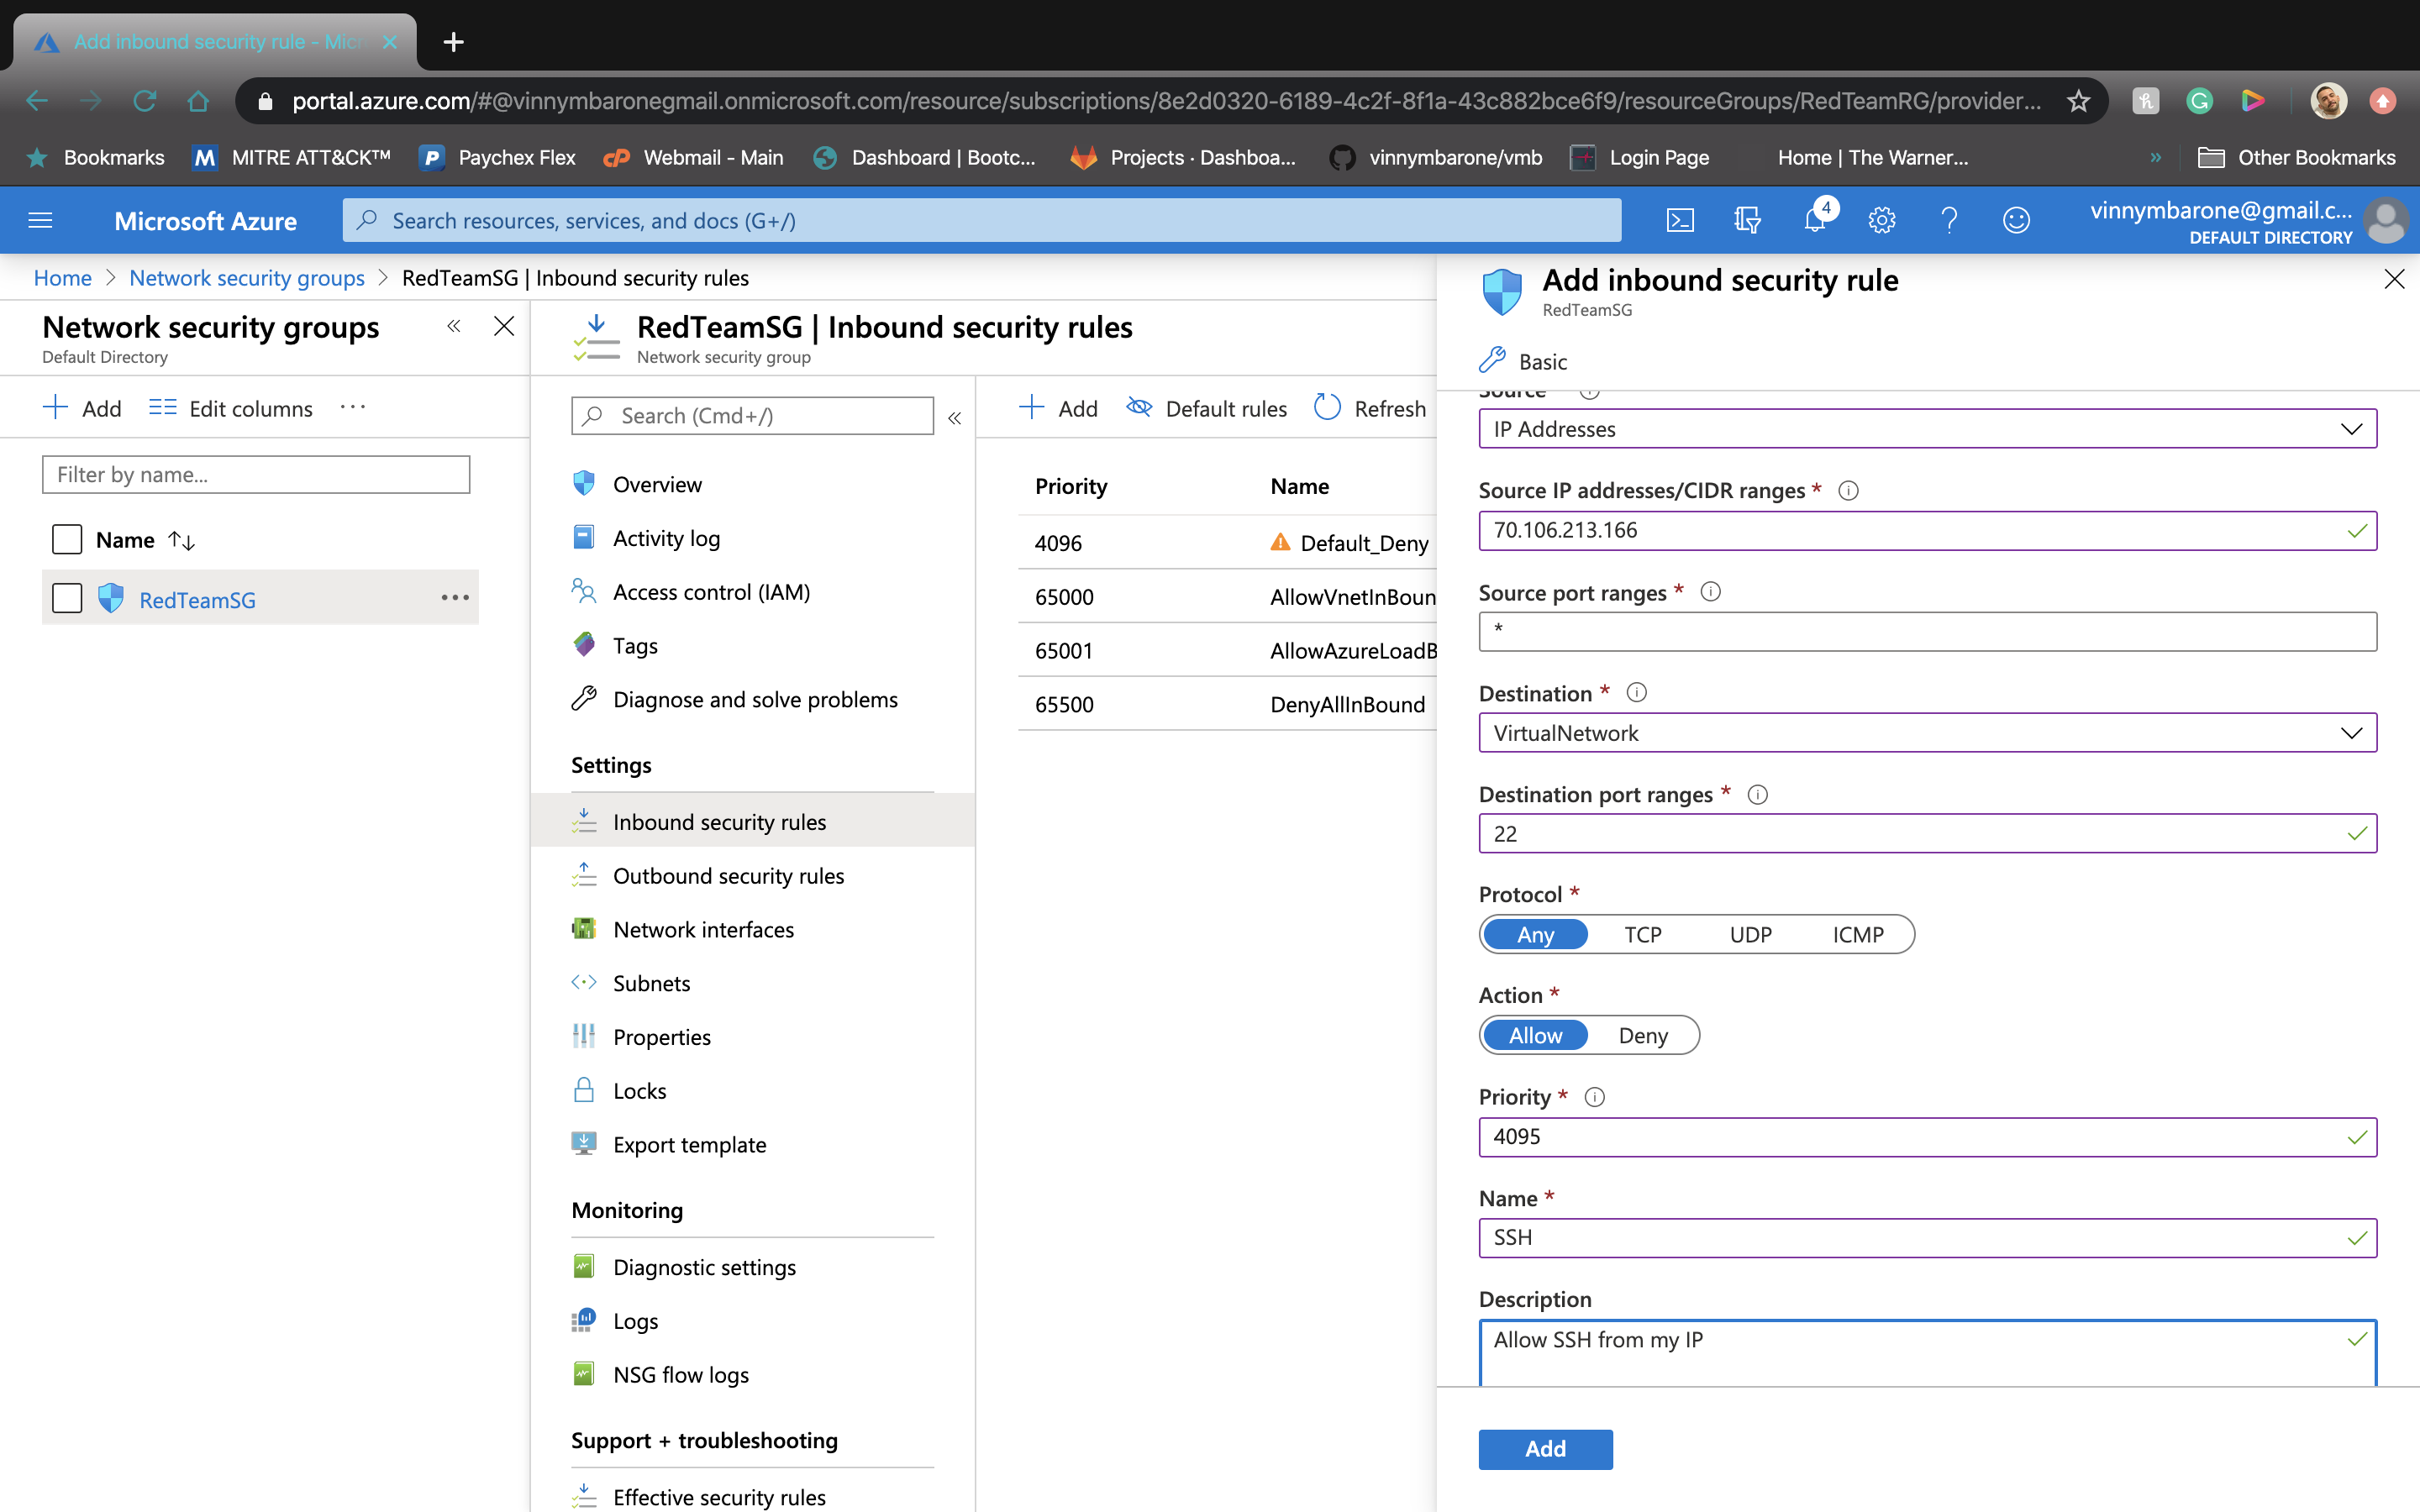 Add inbound security rule - Micr
portal.azure.com/#@vinnymbaronegmail.onmicrosoft.com/resource/subscriptions/8e2d0320-6189-4c2f-8f1a-43c882bce6f9/resourceGroups/RedTeamRG/provider...
Bookmarks MITRE ATT&CK™ Paychex Flex Webmail - Main Dashboard | Bootc... Projects · Dashboa... vinnymbarone/vmb Login Page Home | The Warner... » Other Bookmarks
Microsoft Azure
Search resources, services, and docs (G+/)
4
vinnymbarone@gmail.c...
DEFAULT DIRECTORY
Home > Network security groups > RedTeamSG | Inbound security rules
Network security groups
Default Directory
Add Edit columns ...
Filter by name...
Name
RedTeamSG
RedTeamSG | Inbound security rules
Network security group
Search (Cmd+/)
Overview
Activity log
Access control (IAM)
Tags
Diagnose and solve problems
Settings
Inbound security rules
Outbound security rules
Network interfaces
Subnets
Properties
Locks
Export template
Monitoring
Diagnostic settings
Logs
NSG flow logs
Support + troubleshooting
Effective security rules
Add Default rules Refresh
Priority Name
4096 Default_Deny
65000 AllowVnetInBoun
65001 AllowAzureLoadB
65500 DenyAllInBound
Add inbound security rule
RedTeamSG
Basic
Source
IP Addresses
Source IP addresses/CIDR ranges *
70.106.213.166
Source port ranges *
*
Destination *
VirtualNetwork
Destination port ranges *
22
Protocol *
Any TCP UDP ICMP
Action *
Allow Deny
Priority *
4095
Name *
SSH
Description
Allow SSH from my IP
Add